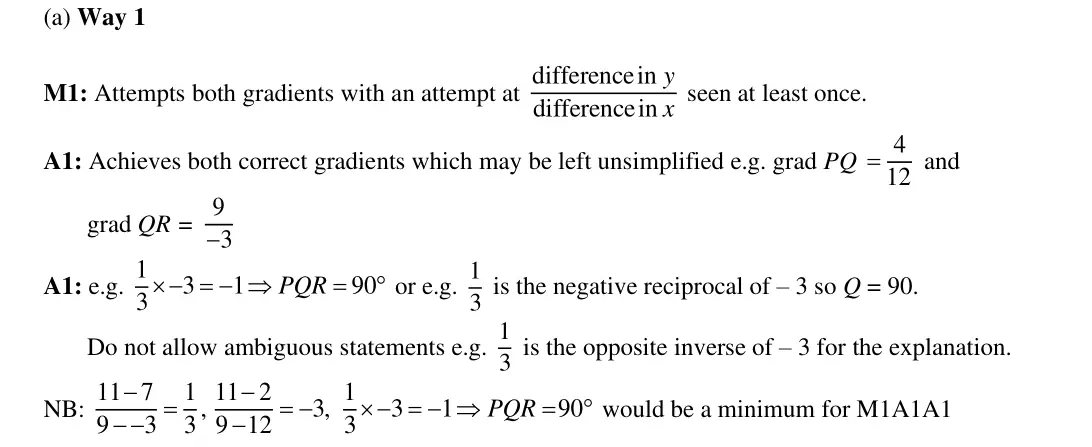 (a) Way 1
M1: Attempts both gradients with an attempt at difference in y / difference in x seen at least once.
A1: Achieves both correct gradients which may be left unsimplified e.g. grad PQ = 4/12 and
grad QR = 9/−3
A1: e.g. 1/3 × −3 = −1 ⇒ PQR = 90° or e.g. 1/3 is the negative reciprocal of – 3 so Q = 90.
Do not allow ambiguous statements e.g. 1/3 is the opposite inverse of – 3 for the explanation.
NB: 11−7/9−−3 = 1/3, 11−2/9−12 = −3, 1/3 × −3 = −1 ⇒ PQR =90° would be a minimum for M1A1A1